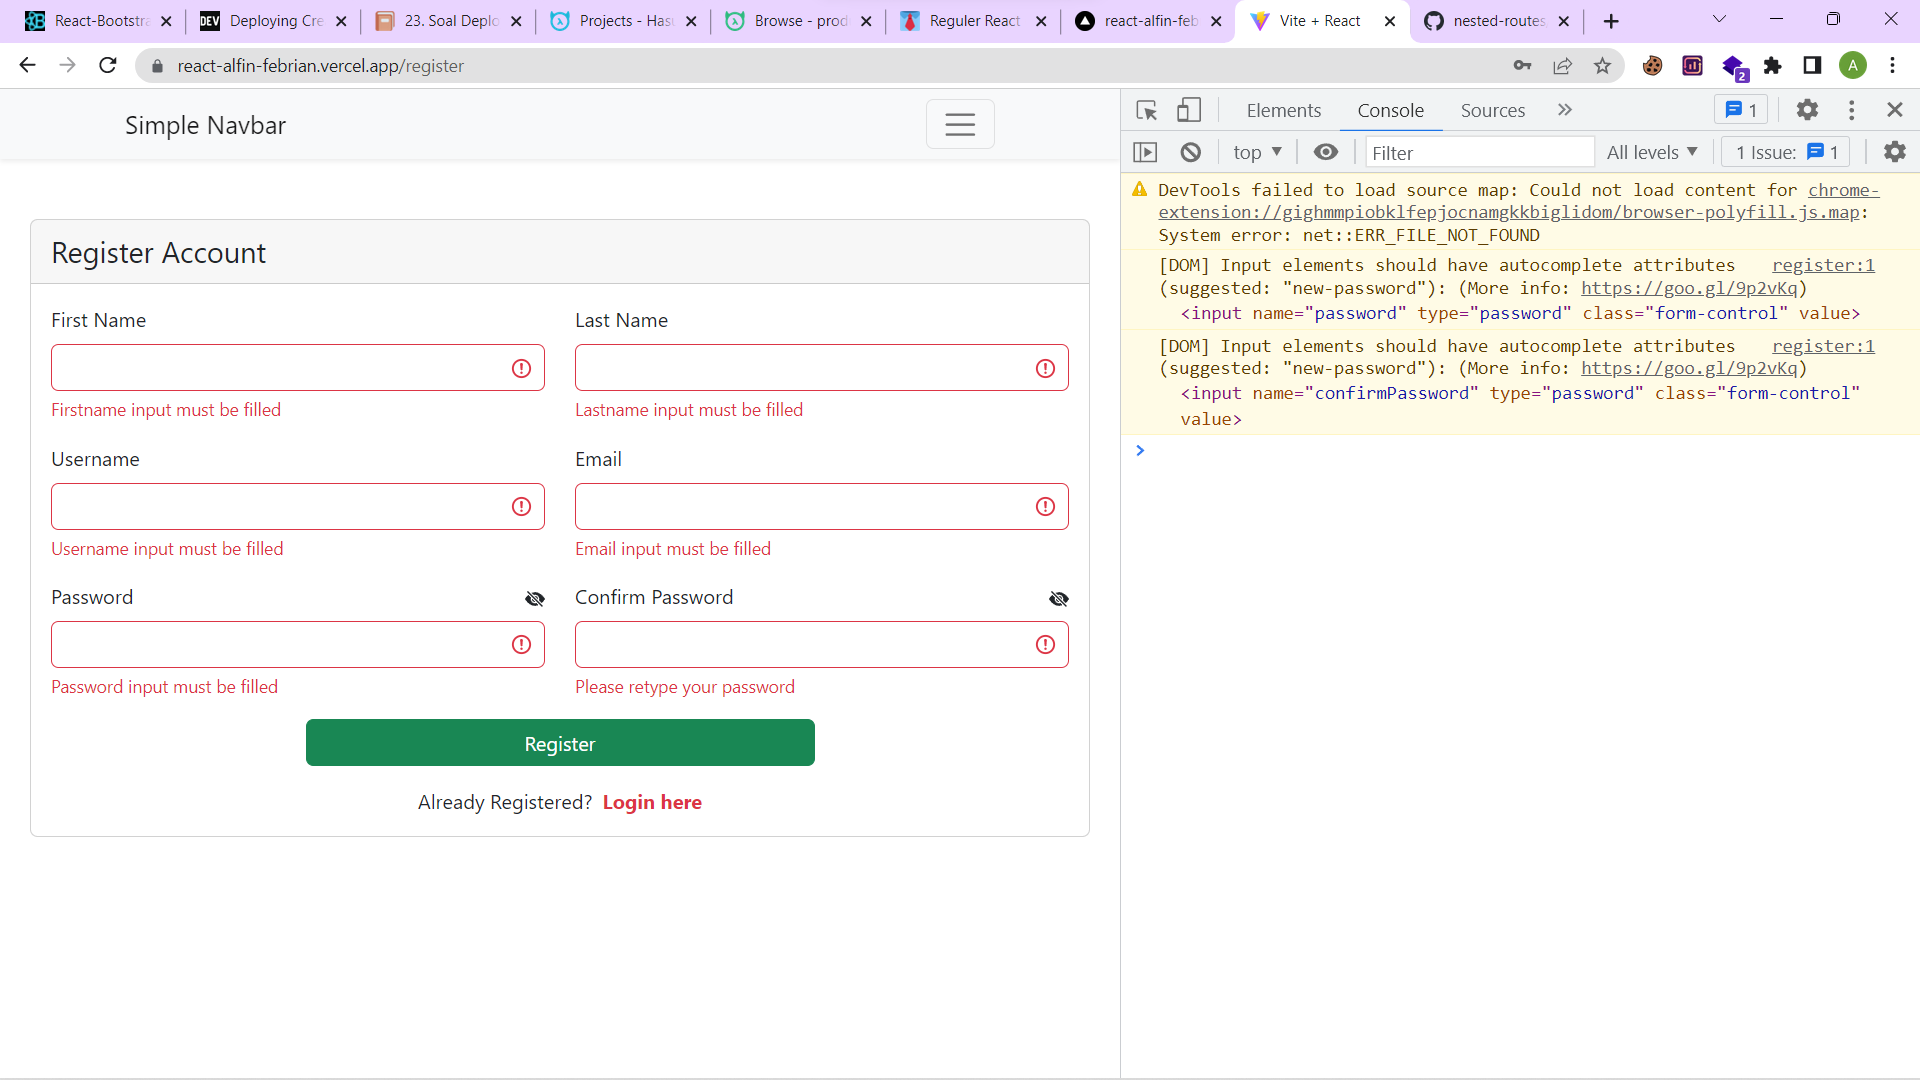 React-Bootstra
Deploying Cre
23. Soal Deplo
Projects - Hasu
Browse - prod
Reguler React
react-alfin-feb
Vite + React
nested-routes
react-alfin-febrian.vercel.app/register
A
2
Simple Navbar
Register Account
First Name
Last Name
Firstname input must be filled
Lastname input must be filled
Username
Email
Username input must be filled
Email input must be filled
Password
Confirm Password
Password input must be filled
Please retype your password
Register
Already Registered? Login here
Elements
Console
Sources
1
top
Filter
All levels
1 Issue: 1
DevTools failed to load source map: Could not load content for chrome-
extension://gighmmpiobklfepjocnamgkkbiglidom/browser-polyfill.js.map:
System error: net::ERR_FILE_NOT_FOUND
[DOM] Input elements should have autocomplete attributes register:1
(suggested: "new-password"): (More info: https://goo.gl/9p2vKq)
<input name="password" type="password" class="form-control" value>
[DOM] Input elements should have autocomplete attributes register:1
(suggested: "new-password"): (More info: https://goo.gl/9p2vKq)
<input name="confirmPassword" type="password" class="form-control"
value>